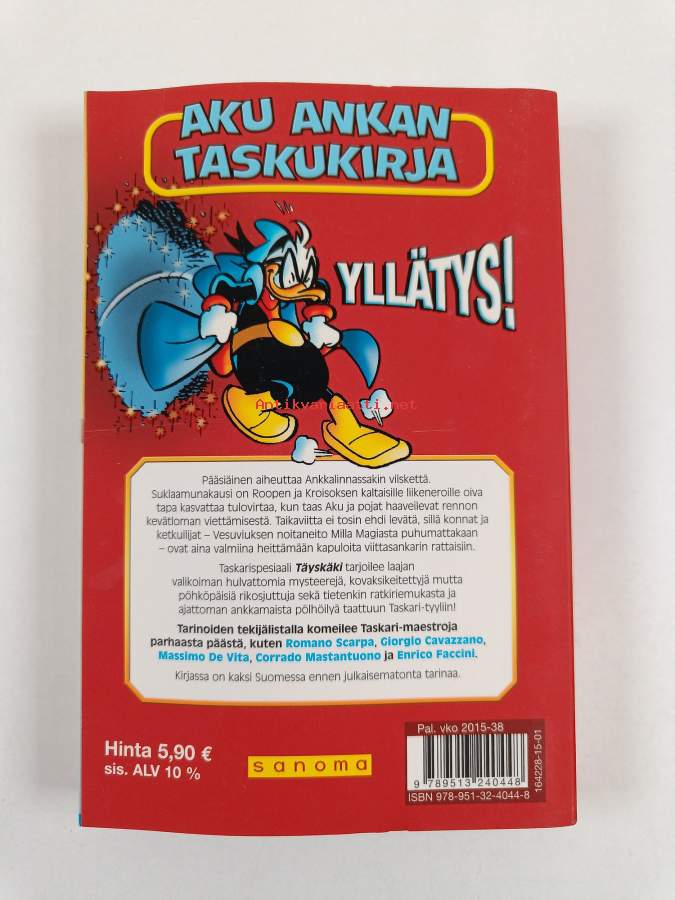 AKU ANKAN
TASKUKIRJA
YLLÄTYS!
Antikvariaatti.net
Pääsiäinen aiheuttaa Ankkalinnassakin vilskettä.
Suklaamunakausi on Roopen ja Kroisoksen kaltaisille liikeneroille oiva
tapa kasvattaa tulovirtaa, kun taas Aku ja pojat haaveilevat rennon
kevätloman viettämisestä. Taikaviitta ei tosin ehdi levätä, sillä konnat ja
ketkuilijat – Vesuviuksen noitaneito Milla Magiasta puhumattakaan
– ovat aina valmiina heittämään kapuloita viittasankarin rattaisiin.
Taskarispesiaali Täyskäki tarjoilee laajan
valikoiman hulvattomia mysteerejä, kovaksikeitettyjä mutta
pöhköpäisiä rikosjuttuja sekä tietenkin ratkiriemukasta ja
ajattoman ankkamaista pölhöilyä taattuun Taskari-tyyliin!
Tarinoiden tekijälistalla komeilee Taskari-maestroja
parhaasta päästä, kuten Romano Scarpa, Giorgio Cavazzano,
Massimo De Vita, Corrado Mastantuono ja Enrico Faccini.
Kirjassa on kaksi Suomessa ennen julkaisematonta tarinaa.
Hinta 5,90 €
sis. ALV 10 %
sanoma
Pal. vko 2015-38
9 789513 240448
ISBN 978-951-32-4044-8
164228-15-01